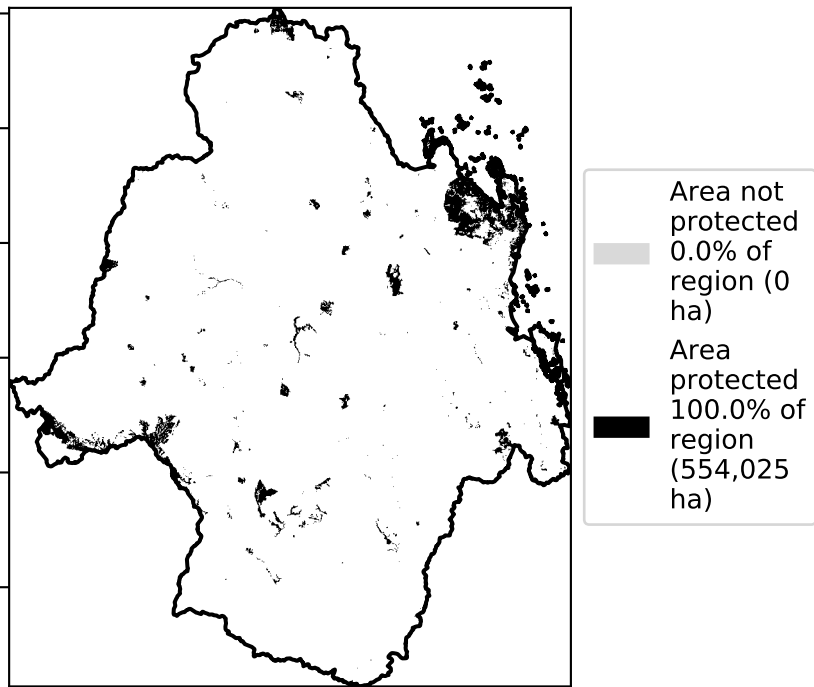 Area not
protected
0.0% of
region (0
ha)
Area
protected
100.0% of
region
(554,025
ha)